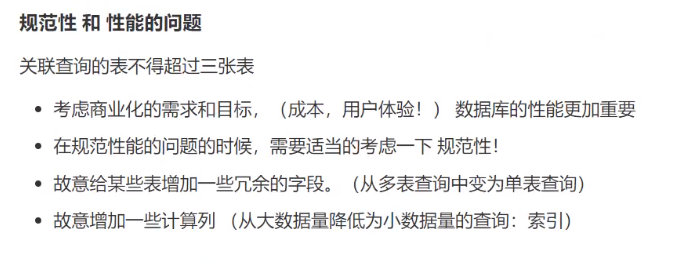 规范性 和 性能的问题
关联查询的表不得超过三张表
• 考虑商业化的需求和目标，（成本，用户体验！） 数据库的性能更加重要
• 在规范性能的问题的时候，需要适当的考虑一下 规范性！
• 故意给某些表增加一些冗余的字段。（从多表查询中变为单表查询）
• 故意增加一些计算列 （从大数据量降低为小数据量的查询：索引）